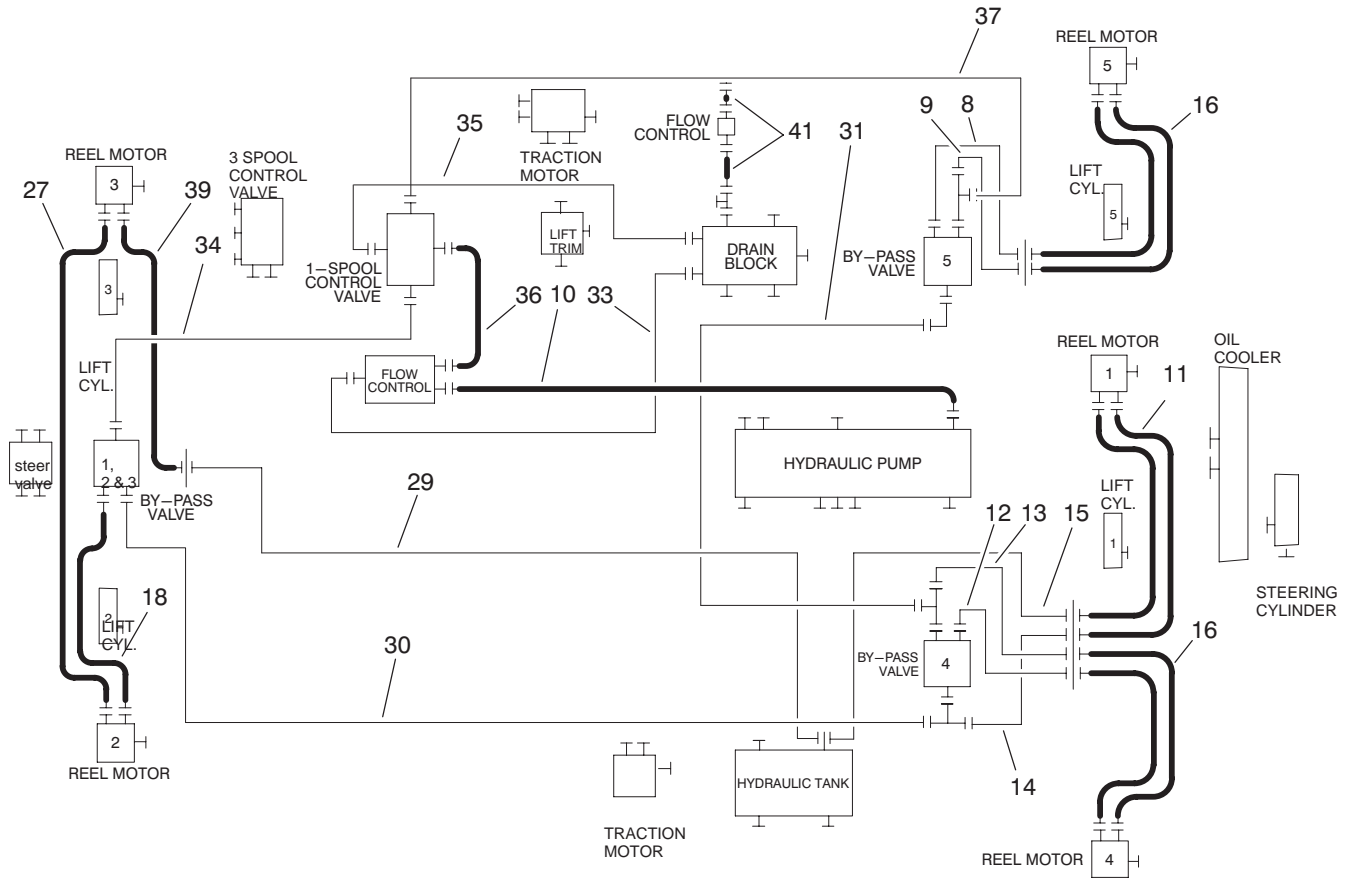 37
REEL MOTOR
5
9
8
16
35
FLOW
CONTROL
41
31
REEL MOTOR
3 SPOOL
CONTROL
VALVE
TRACTION
MOTOR
LIFT
CYL.
5
27
3
39
34
LIFT
TRIM
DRAIN
BLOCK
BY–PASS
VALVE
5
1–SPOOL
CONTROL
VALVE
3
36
10
33
LIFT
CYL.
FLOW
CONTROL
REEL MOTOR
1
OIL
COOLER
11
steer
valve
1,
2 & 3
BY–PASS
VALVE
HYDRAULIC PUMP
29
12
13
15
LIFT
CYL.
1
STEERING
CYLINDER
2
LIFT
CYL.
18
30
BY–PASS
VALVE
4
16
2
REEL MOTOR
14
HYDRAULIC TANK
TRACTION
MOTOR
REEL MOTOR
4